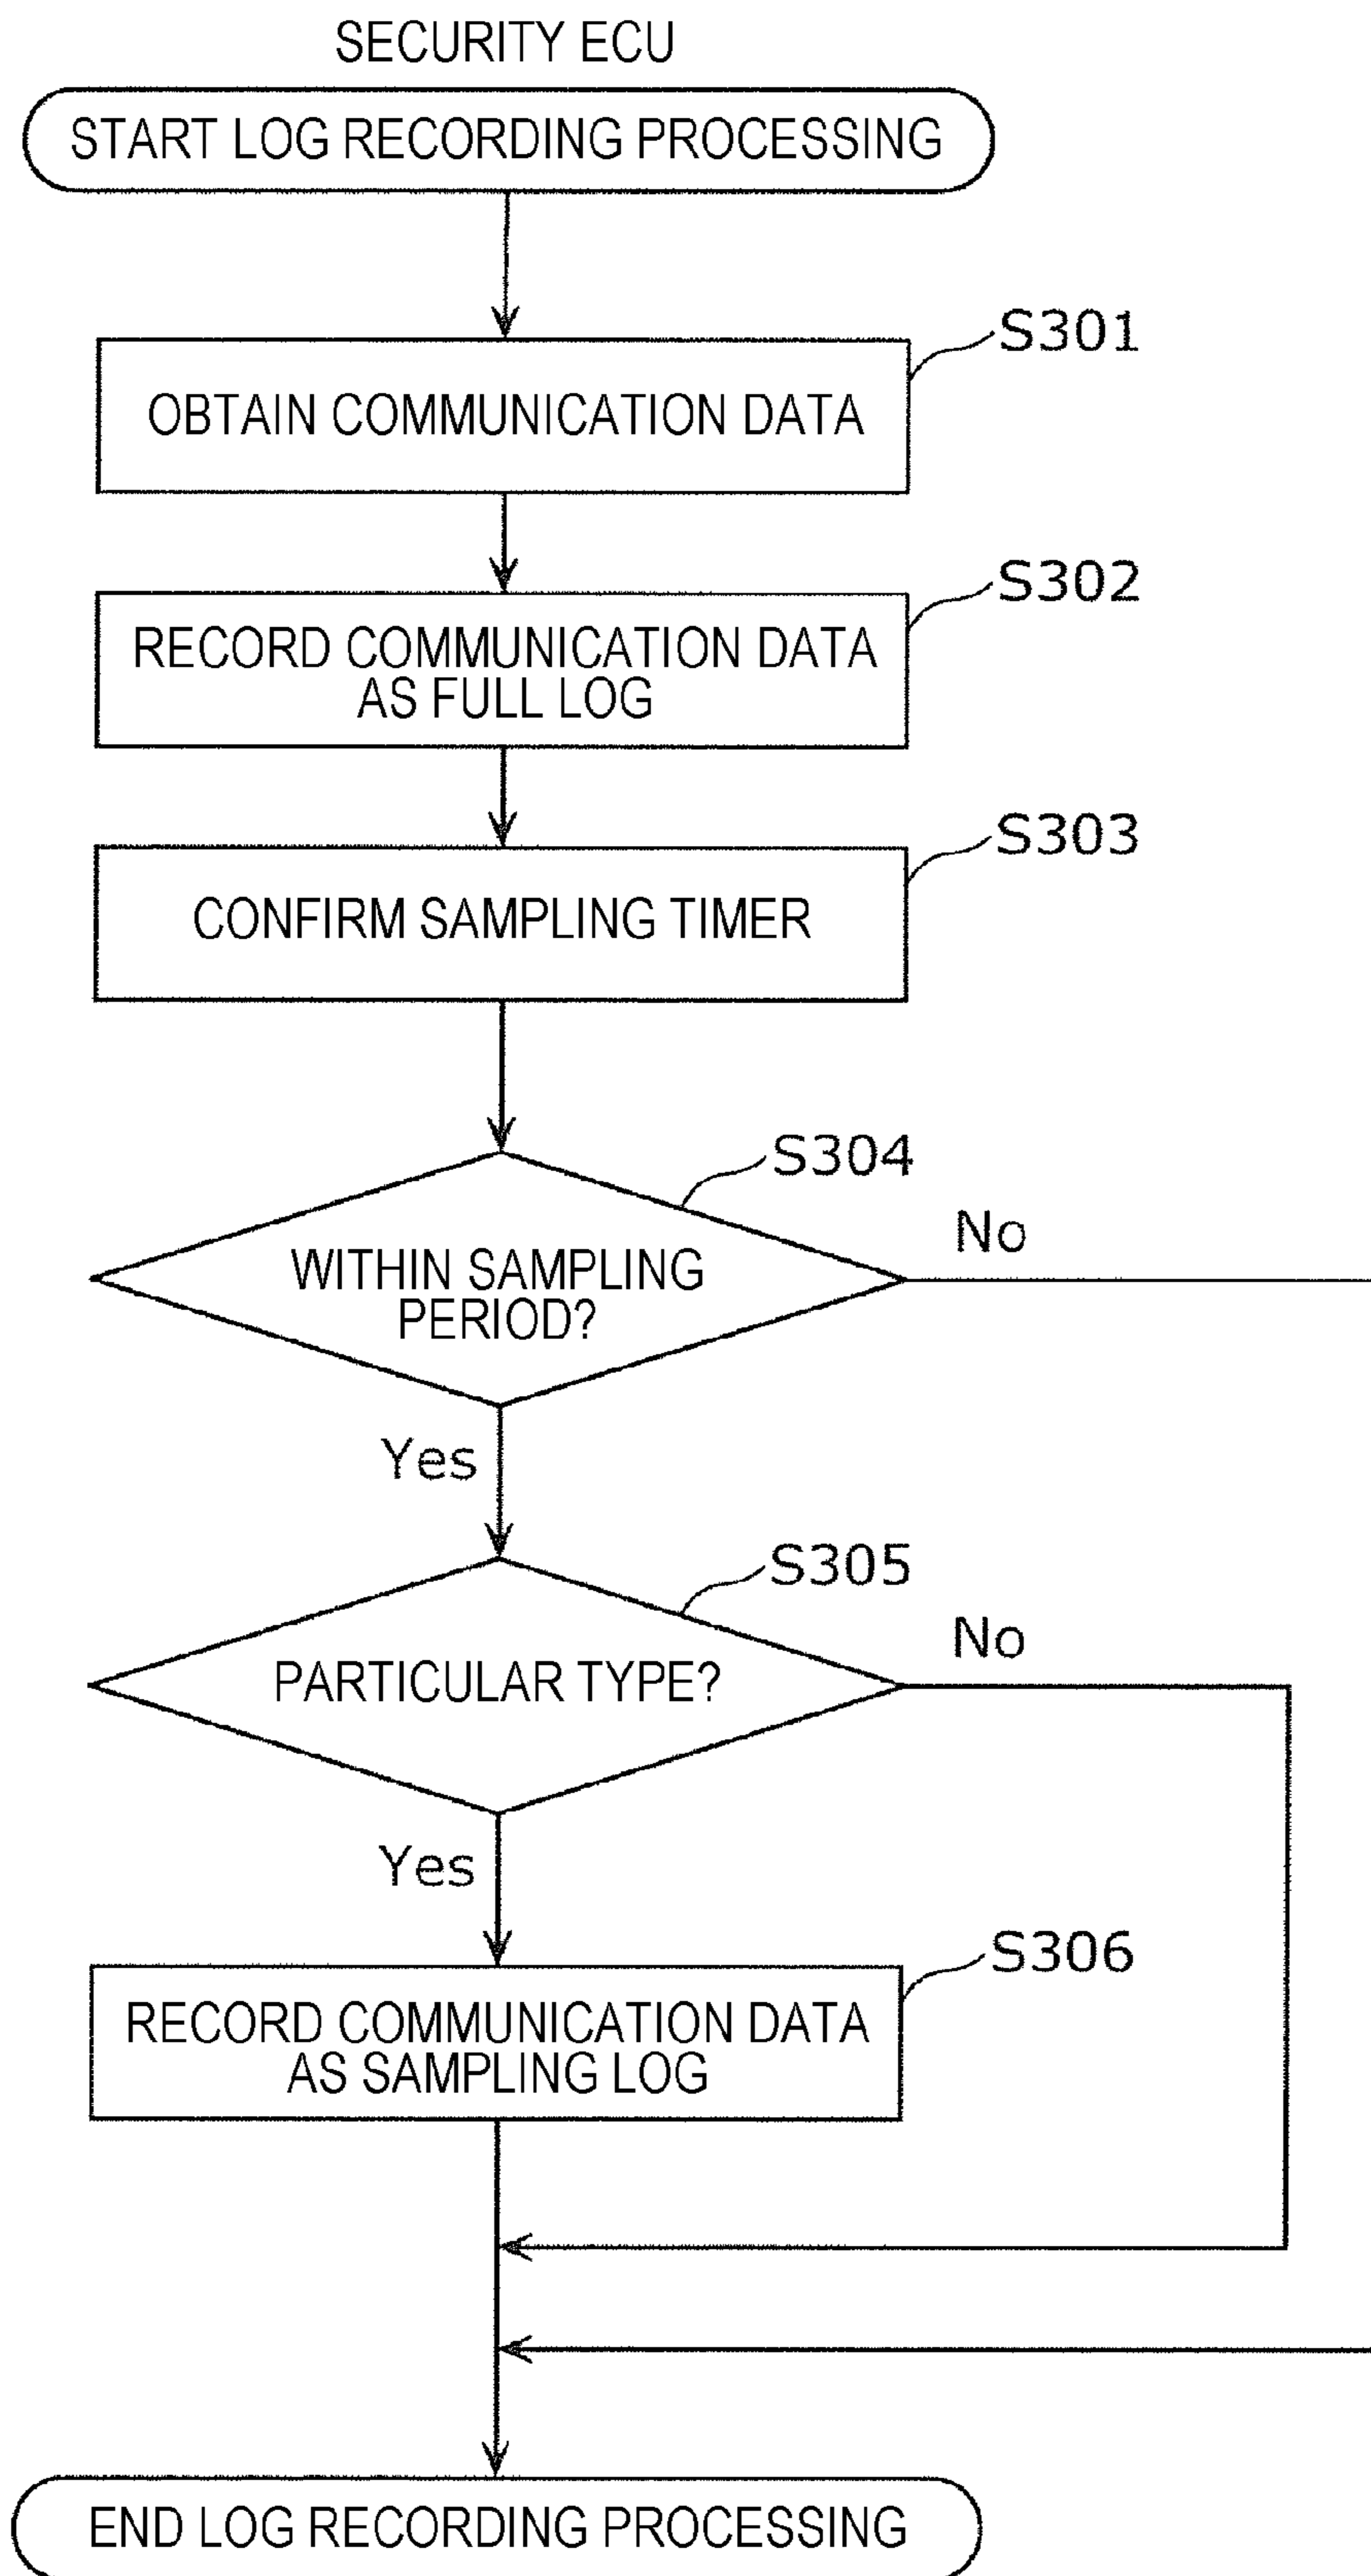 SECURITY ECU
START LOG RECORDING PROCESSING
S301
OBTAIN COMMUNICATION DATA
S302
RECORD COMMUNICATION DATA
AS FULL LOG
S303
CONFIRM SAMPLING TIMER
S304
No
WITHIN SAMPLING
PERIOD?
Yes
S305
No
PARTICULAR TYPE?
Yes
S306
RECORD COMMUNICATION DATA
AS SAMPLING LOG
END LOG RECORDING PROCESSING